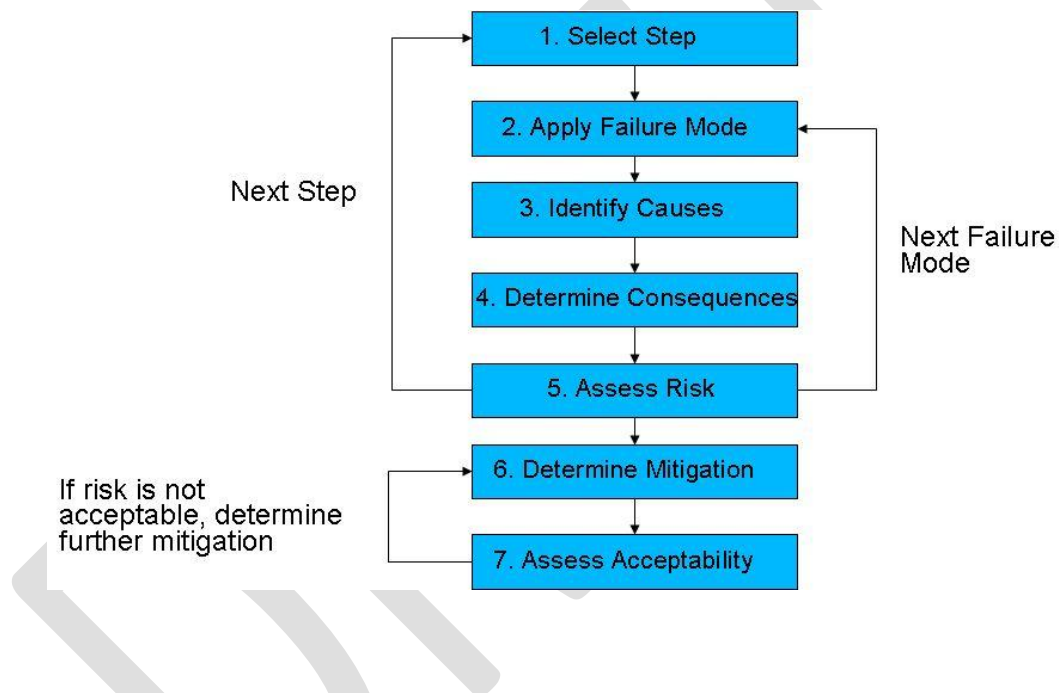 1. Select Step
2. Apply Failure Mode
Next Step
3. Identify Causes
Next Failure
Mode
4. Determine Consequences
5. Assess Risk
6. Determine Mitigation
If risk is not
acceptable, determine
further mitigation
7. Assess Acceptability